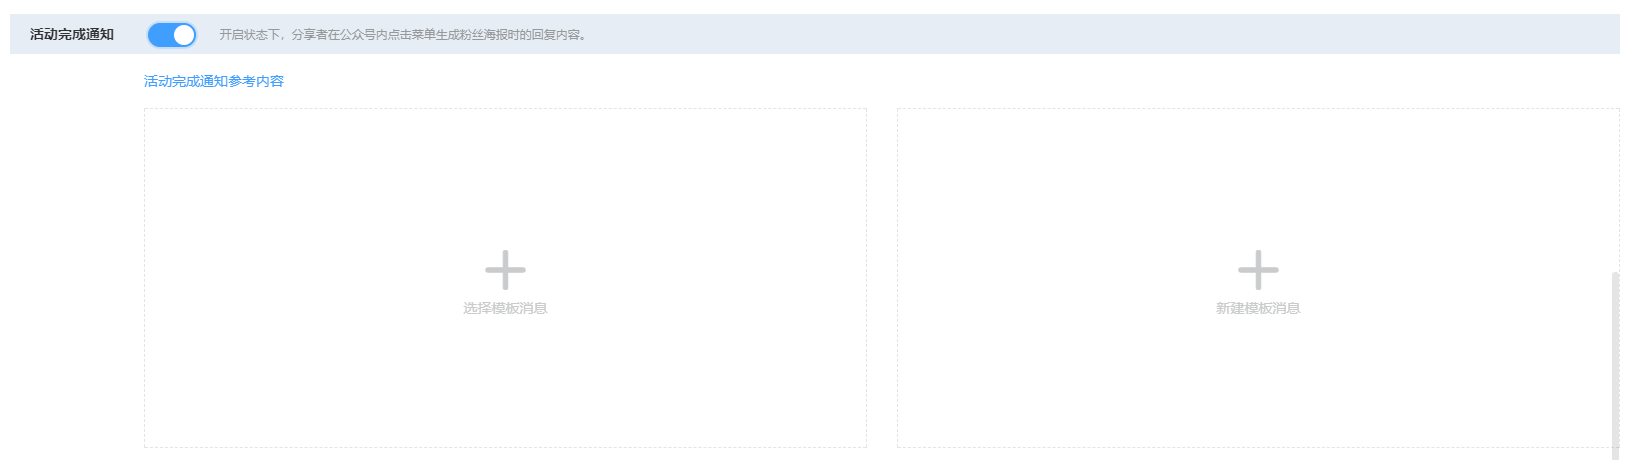 活动完成通知 开启状态下，分享者在公众号内点击菜单生成粉丝海报时的回复内容。
活动完成通知参考内容
选择模板消息 新建模板消息